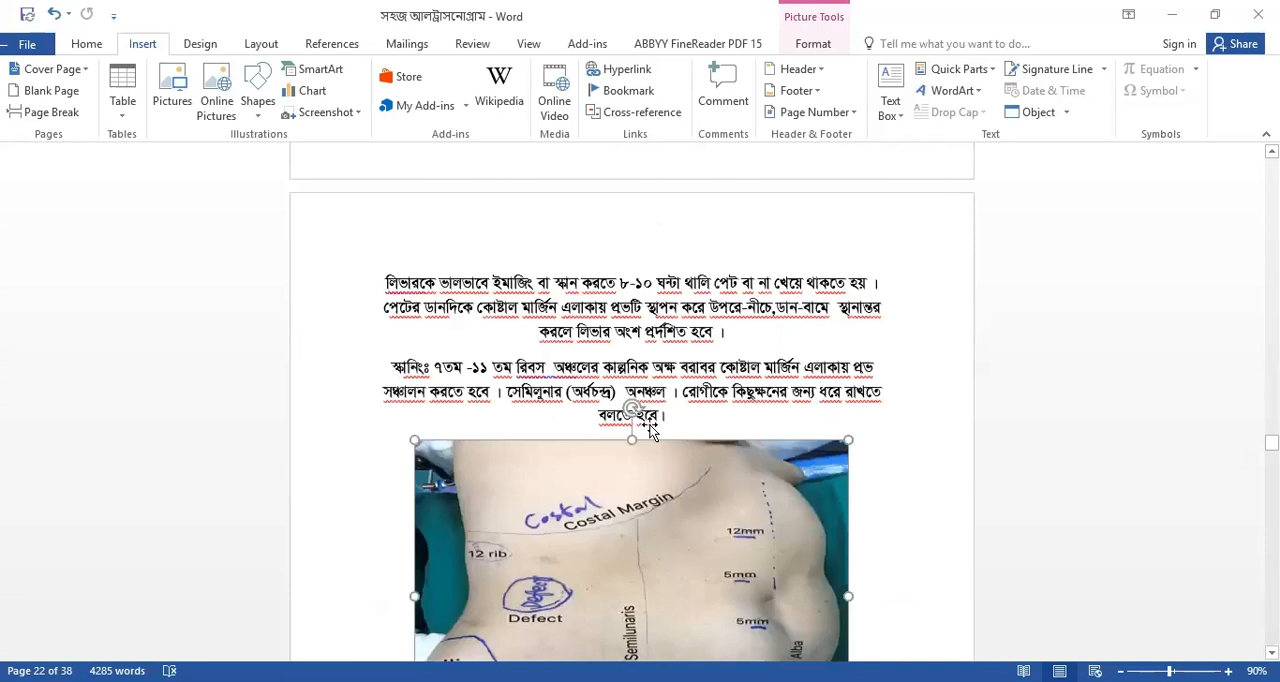 সহজ আলট্রাসনোগ্রাম - Word
Picture Tools
File Home Insert Design Layout References Mailings Review View Add-ins ABBYY FineReader PDF 15 Format Tell me what you want to do... Sign in Share
Cover Page
Blank Page
Page Break
Pages
Table
Tables
Pictures
Online Pictures
Shapes
SmartArt
Chart
Screenshot
Illustrations
Store
My Add-ins
Wikipedia
Add-ins
Online Video
Media
Hyperlink
Bookmark
Cross-reference
Links
Comment
Comments
Header
Footer
Page Number
Header & Footer
Text Box
Quick Parts
WordArt
Drop Cap
Signature Line
Date & Time
Object
Text
π Equation
Ω Symbol
Symbols
লিভারকে ভালভাবে ইমাজিং বা স্কান করতে ৮-১০ ঘন্টা খালি পেট বা না খেয়ে থাকতে হয় ।
পেটের ডানদিকে কোষ্টাল মার্জিন এলাকায় প্রভটি স্থাপন করে উপরে-নীচে,ডান-বামে স্থানান্তর
করলে লিভার অংশ প্রর্দশিত হবে ।
স্কানিংঃ ৭তম -১১ তম রিবস অঞ্চলের কাল্পনিক অক্ষ বরাবর কোষ্টাল মার্জিন এলাকায় প্রভ
সঞ্চালন করতে হবে । সেমিলুনার (অর্ধচন্দ্র) অনঞ্চল । রোগীকে কিছুক্ষনের জন্য ধরে রাখতে
বলতে হবে।
Costal
Costal Margin
12 rib
12mm
Defect
5mm
Defect
5mm
Semilunaris
Alba
Page 22 of 38 4285 words 90%